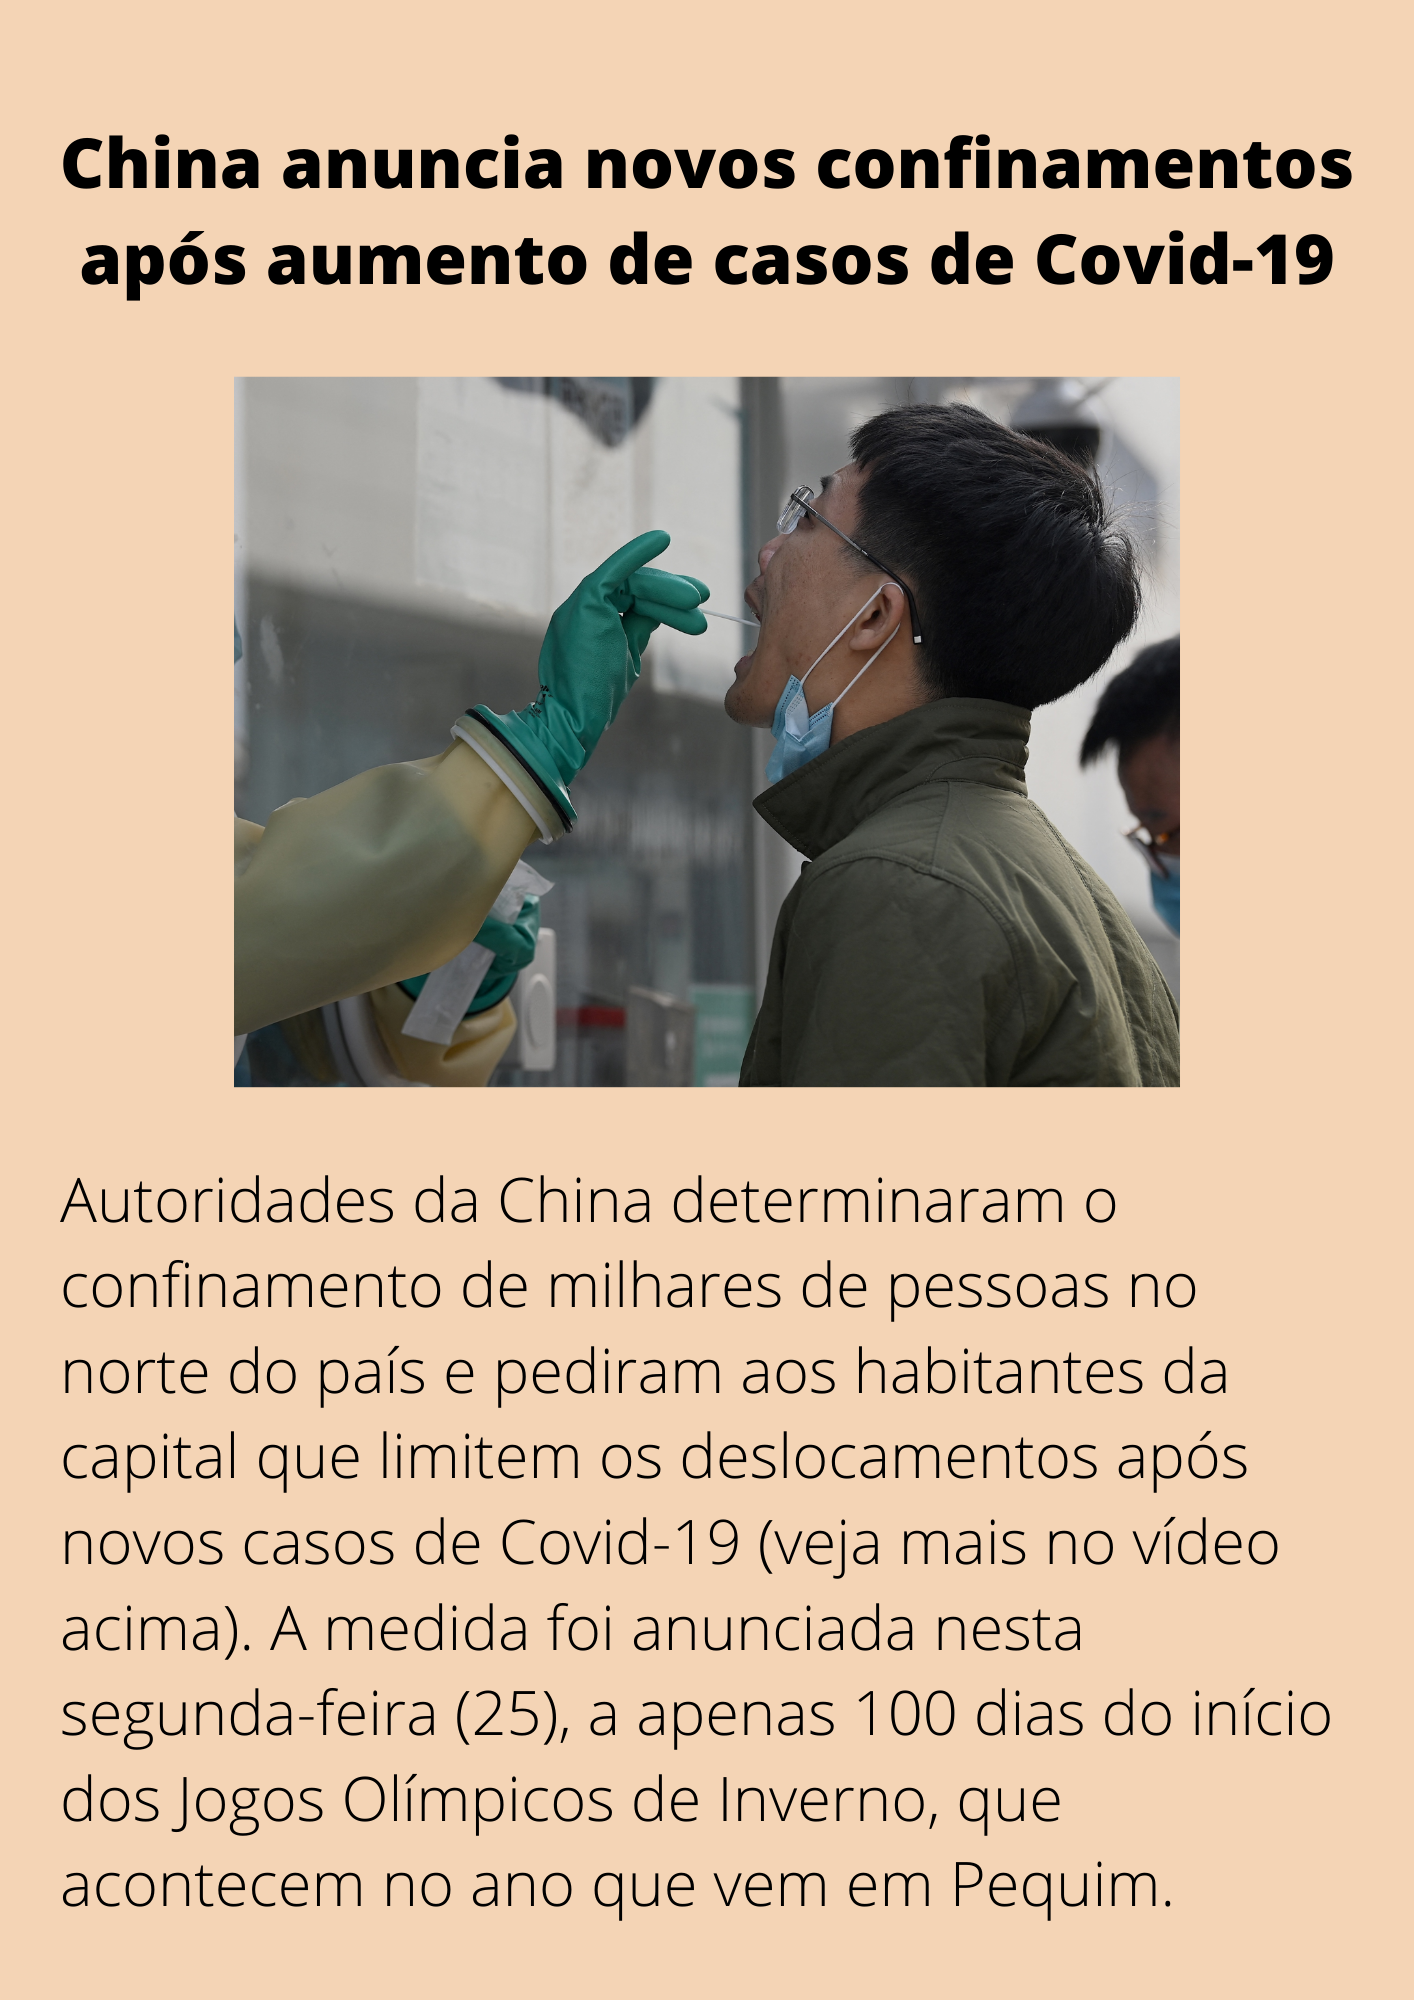 China anuncia novos confinamentos
após aumento de casos de Covid-19
Autoridades da China determinaram o
confinamento de milhares de pessoas no
norte do país e pediram aos habitantes da
capital que limitem os deslocamentos após
novos casos de Covid-19 (veja mais no vídeo
acima). A medida foi anunciada nesta
segunda-feira (25), a apenas 100 dias do início
dos Jogos Olímpicos de Inverno, que
acontecem no ano que vem em Pequim.